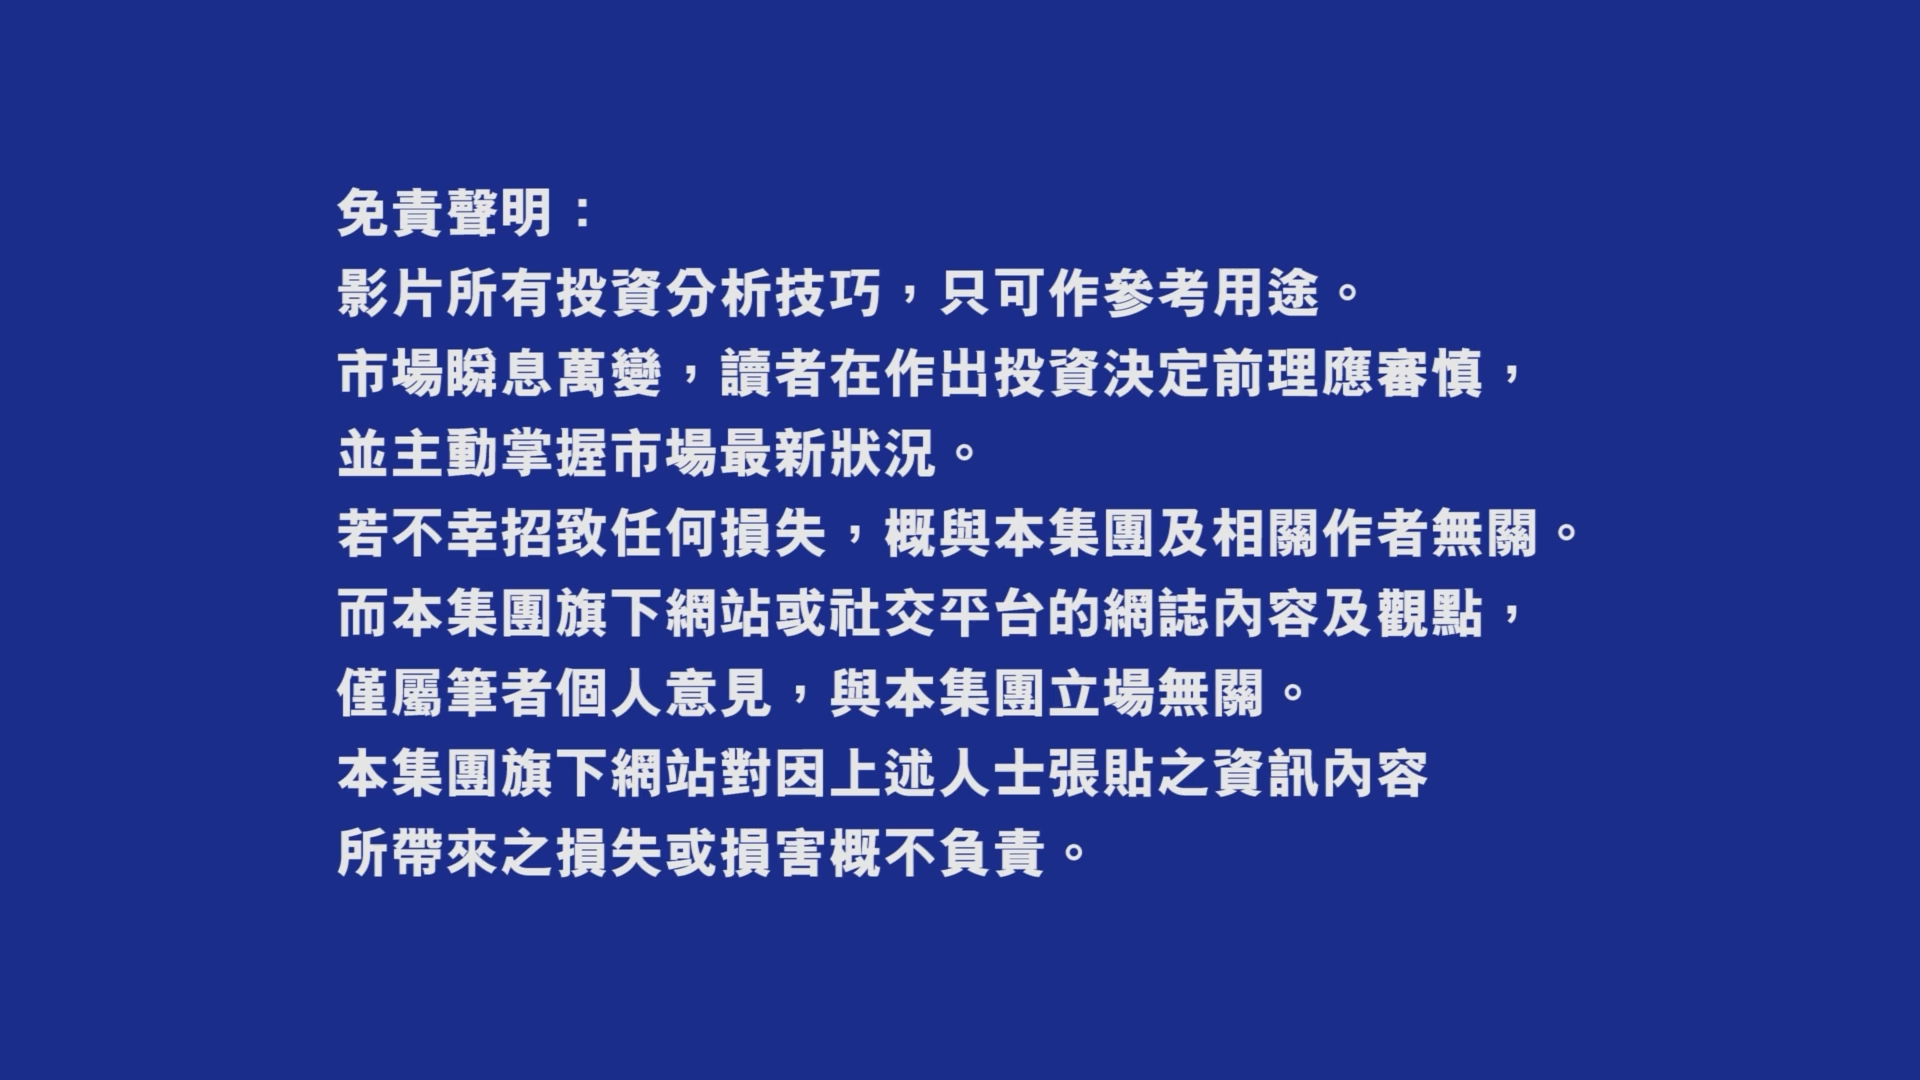 免責聲明：
影片所有投資分析技巧，只可作參考用途。
市場瞬息萬變，讀者在作出投資決定前理應審慎，
並主動掌握市場最新狀況。
若不幸招致任何損失，概與本集團及相關作者無關。
而本集團旗下網站或社交平台的網誌內容及觀點，
僅屬筆者個人意見，與本集團立場無關。
本集團旗下網站對因上述人士張貼之資訊內容
所帶來之損失或損害概不負責。